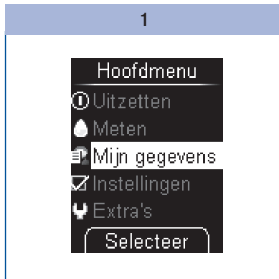 1
Hoofdmenu
Uitzetten
Meten
Mijn gegevens
Instellingen
Extra's
Selecteer